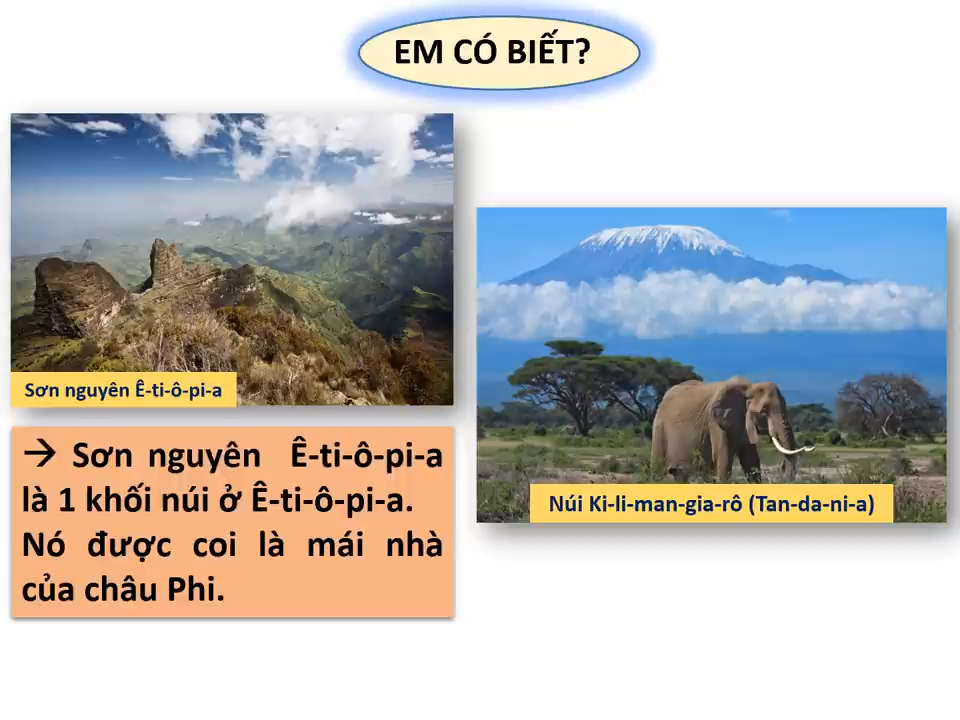 EM CÓ BIẾT?
Sơn nguyên Ê-ti-ô-pi-a
→ Sơn nguyên Ê-ti-ô-pi-a
là 1 khối núi ở Ê-ti-ô-pi-a.
Nó được coi là mái nhà
của châu Phi.
Núi Ki-li-man-gia-rô (Tan-da-ni-a)